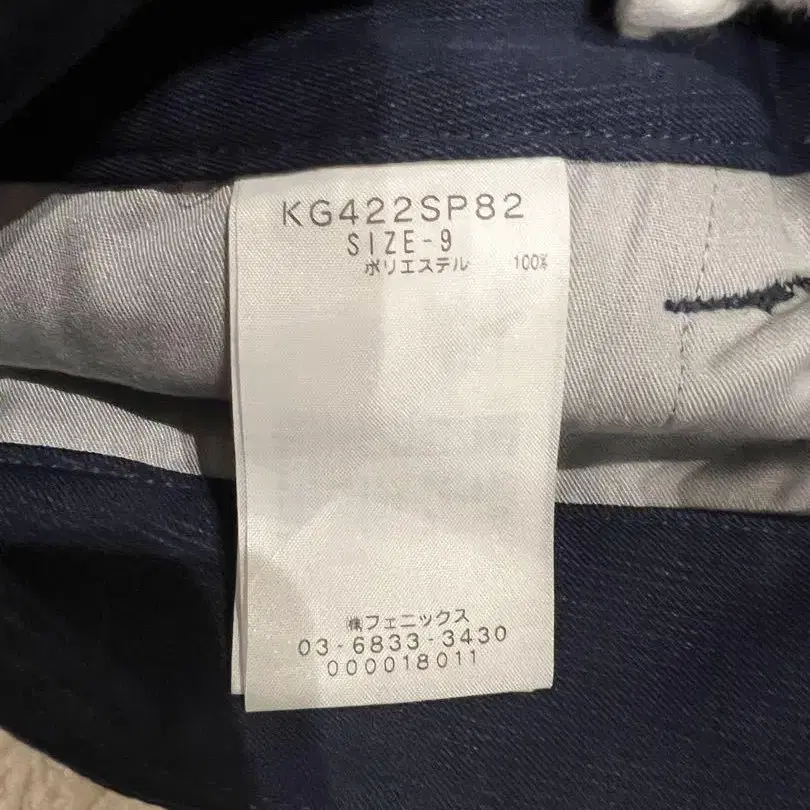 KG422SP82
SIZE-9
ポリエステル 100%
㈱フェニックス
03-6833-3430
000018011